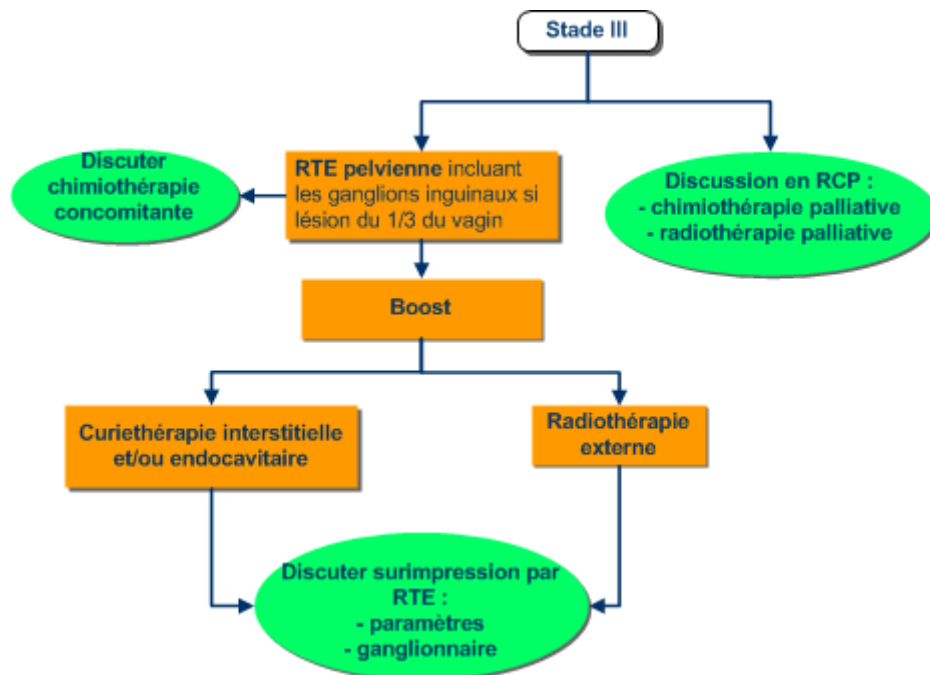 Stade III
Discuter
chimiothérapie
concomitante
RTE pelvienne incluant
les ganglions inguinaux si
lésion du 1/3 du vagin
Discussion en RCP :
- chimiothérapie palliative
- radiothérapie palliative
Boost
Curiethérapie interstitielle
et/ou endocavitaire
Radiothérapie
externe
Discuter surimpression par
RTE :
- paramètres
- ganglionnaire